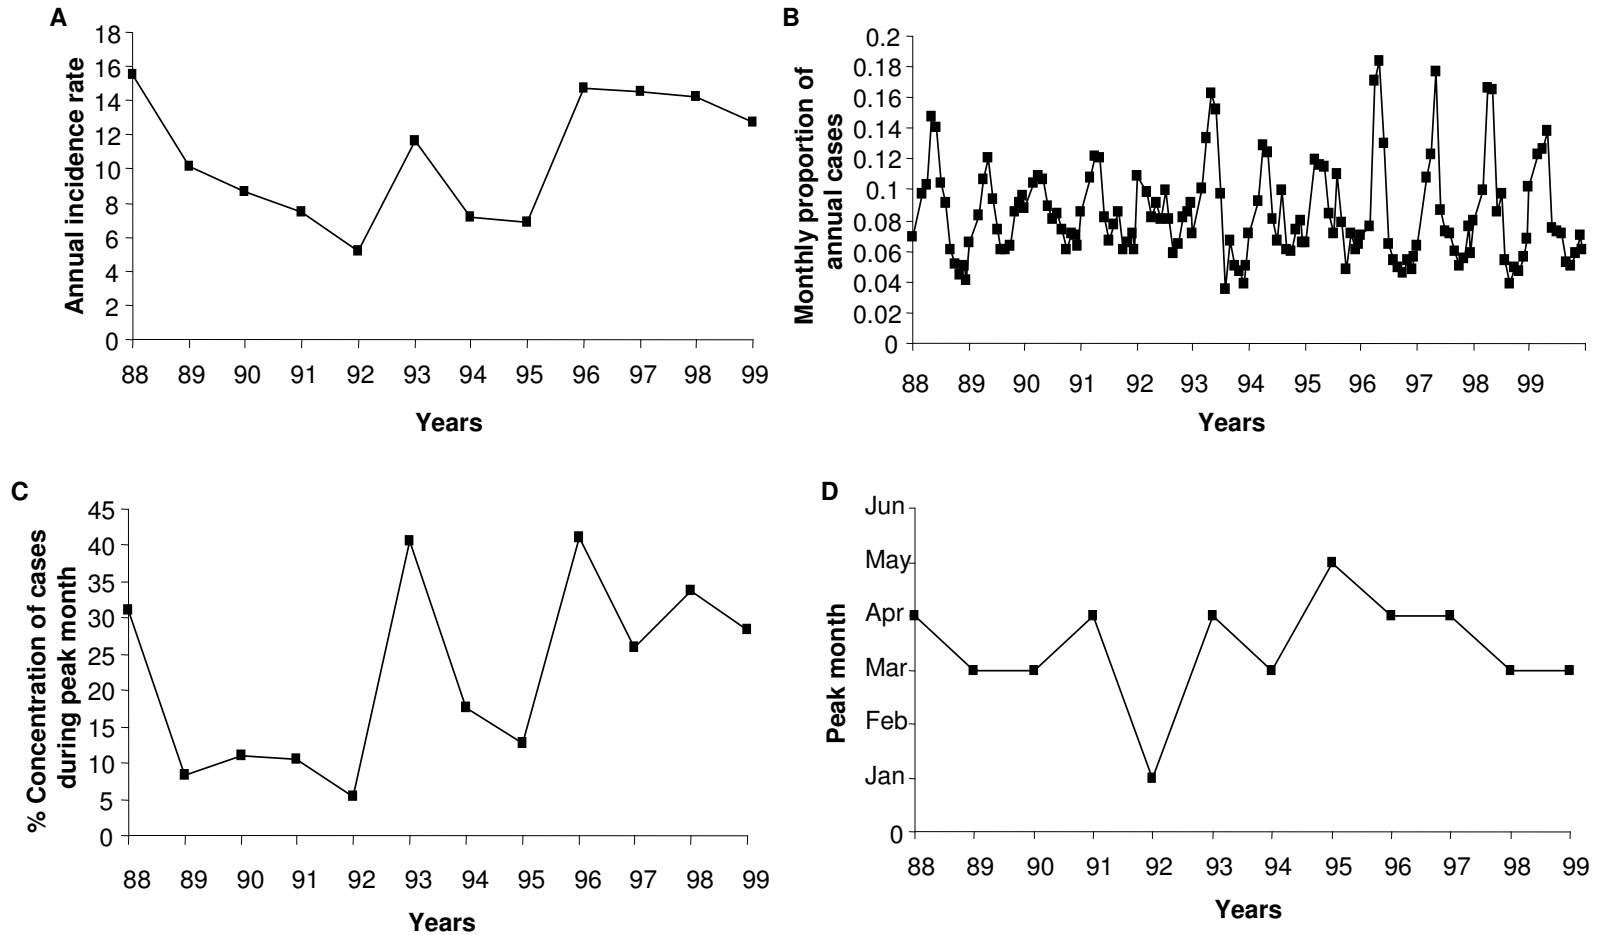 A
Annual incidence rate
18
16
14
12
10
8
6
4
2
0
88 89 90 91 92 93 94 95 96 97 98 99
Years
B
Monthly proportion of
annual cases
0.2
0.18
0.16
0.14
0.12
0.1
0.08
0.06
0.04
0.02
0
88 89 90 91 92 93 94 95 96 97 98 99
Years
C
% Concentration of cases
during peak month
45
40
35
30
25
20
15
10
5
0
88 89 90 91 92 93 94 95 96 97 98 99
Years
D
Peak month
Jun
May
Apr
Mar
Feb
Jan
0
88 89 90 91 92 93 94 95 96 97 98 99
Years